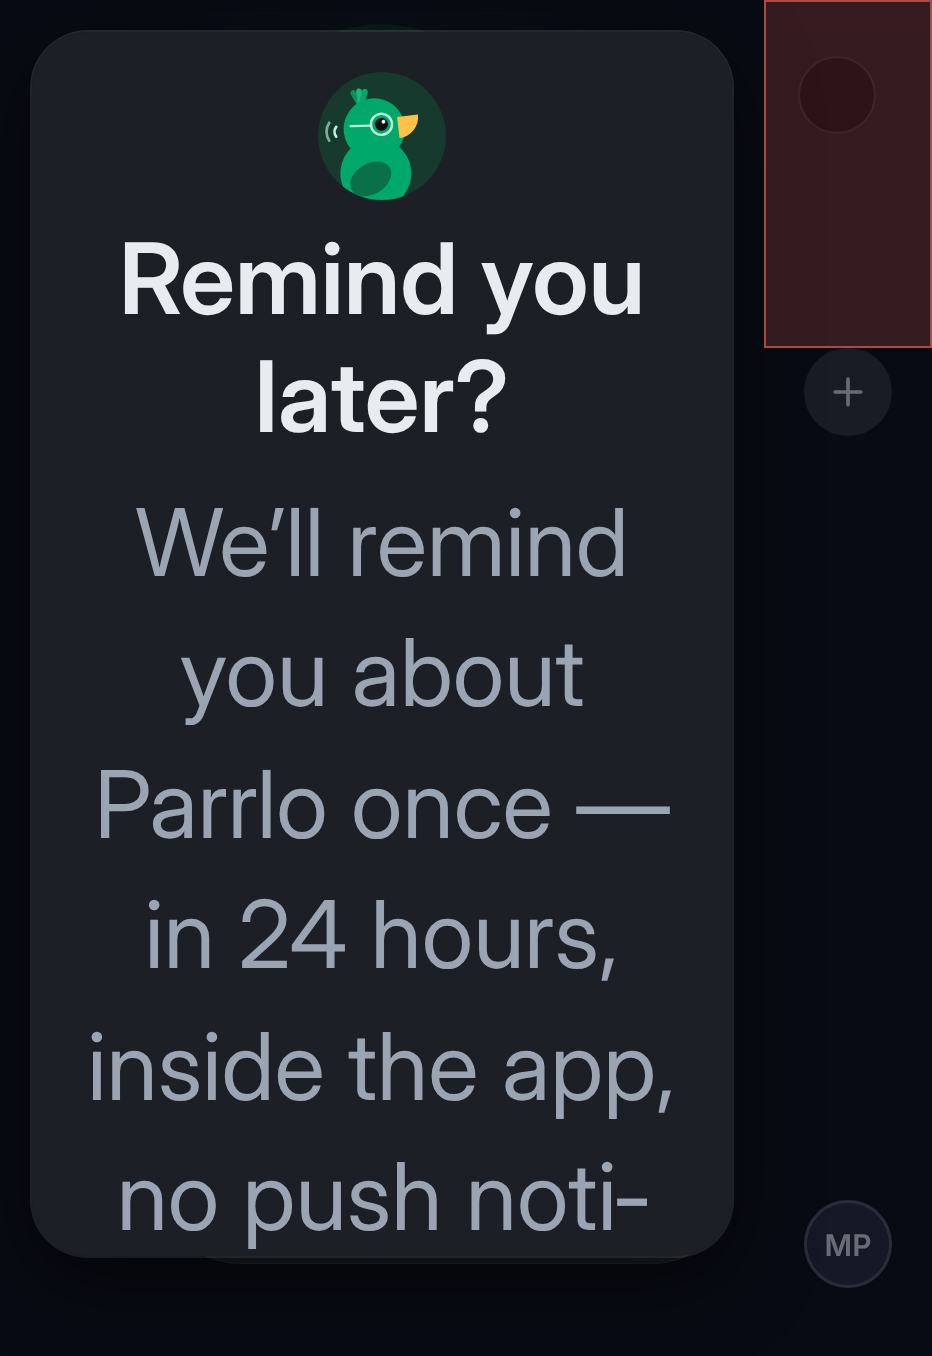 Remind you
later?
We’ll remind
you about
Parrlo once —
in 24 hours,
inside the app,
no push noti-
MP